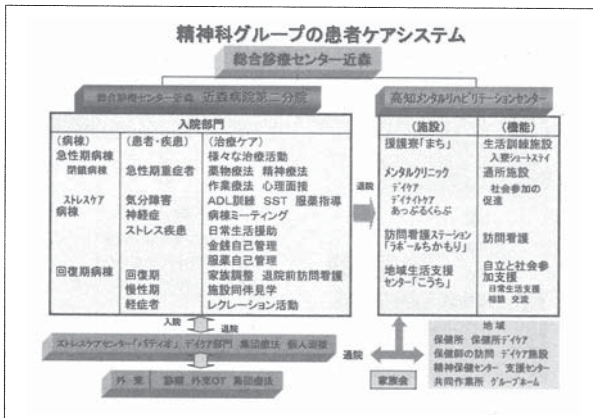 精神科グループの患者ケアシステム
総合診療センター近森
総合診療センター近森 近森病院第二分院
高知メンタルリハビリテーションセンター
入院部門
(病棟) (患者・疾患) (治療ケア)
急性期病棟 様々な治療活動
閉鎖病棟 急性期重症者 薬物療法 精神療法
作業療法 心理面接
ストレスケア 気分障害 ADL訓練 SST 服薬指導
病棟 神経症 病棟ミーティング
ストレス疾患 日常生活援助
金銭自己管理
服薬自己管理
回復期病棟 回復期 家族調整 退院前訪問看護
慢性期 施設同伴見学
軽症者 レクレーション活動
退院
(施設) (機能)
援護寮「まち」 生活訓練施設
入寮ショートステイ
メンタルクリニック 通所施設
デイケア 社会参加の
デイナイトケア 促進
あっぷるくらぶ
訪問看護ステーション 訪問看護
「ラポールちかもり」
地域生活支援 自立と社会参
センター「こうち」 加支援
日常生活支援
相談 交流
入院 退院
ストレスケアセンター「パティオ」 デイケア部門 集団療法 個人面接
外来 診療 外来OT 集団療法
通院
家族会
地域
保健所 保健所デイケア
保健師の訪問 デイケア施設
精神保健センター 支援センター
共同作業所 グループホーム